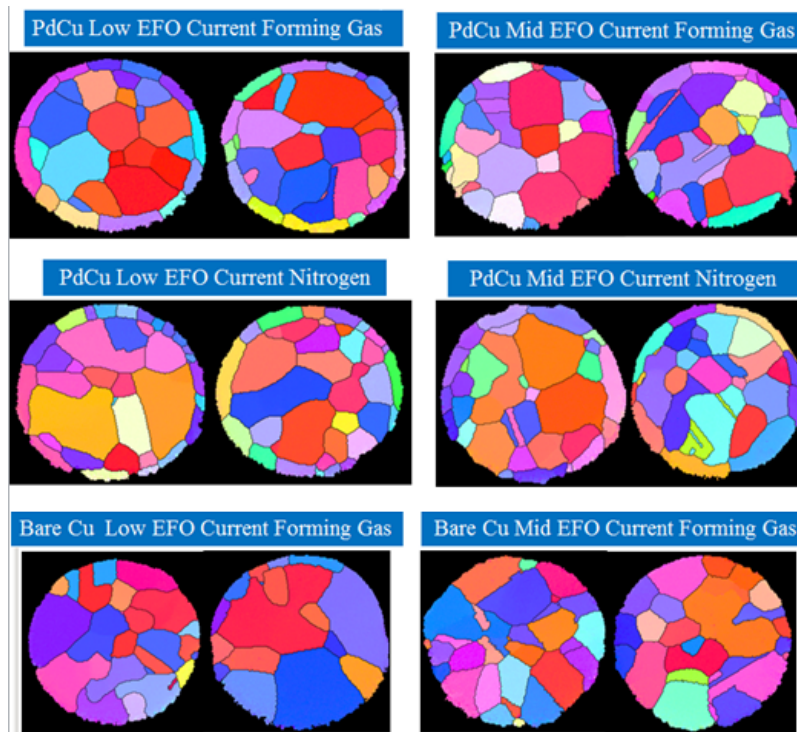 PdCu Low EFO Current Forming Gas
PdCu Mid EFO Current Forming Gas
PdCu Low EFO Current Nitrogen
PdCu Mid EFO Current Nitrogen
Bare Cu Low EFO Current Forming Gas
Bare Cu Mid EFO Current Forming Gas